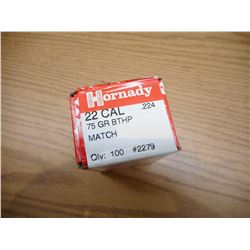 Hornady
22 CAL .224
75 GR BTHP
MATCH
Qty: 100 #2279